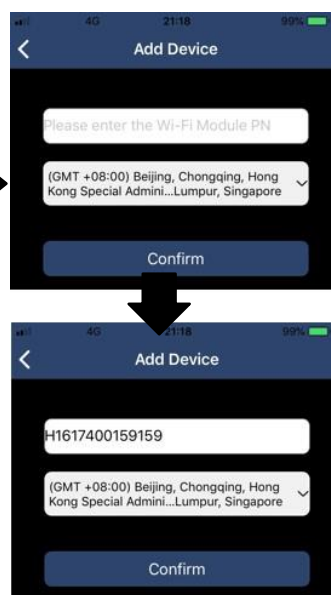 4G 21:18 99%
Add Device
Please enter the Wi-Fi Module PN
(GMT +08:00) Beijing, Chongqing, Hong
Kong Special Admini...Lumpur, Singapore
Confirm
4G 21:18 99%
Add Device
H1617400159159
(GMT +08:00) Beijing, Chongqing, Hong
Kong Special Admini...Lumpur, Singapore
Confirm